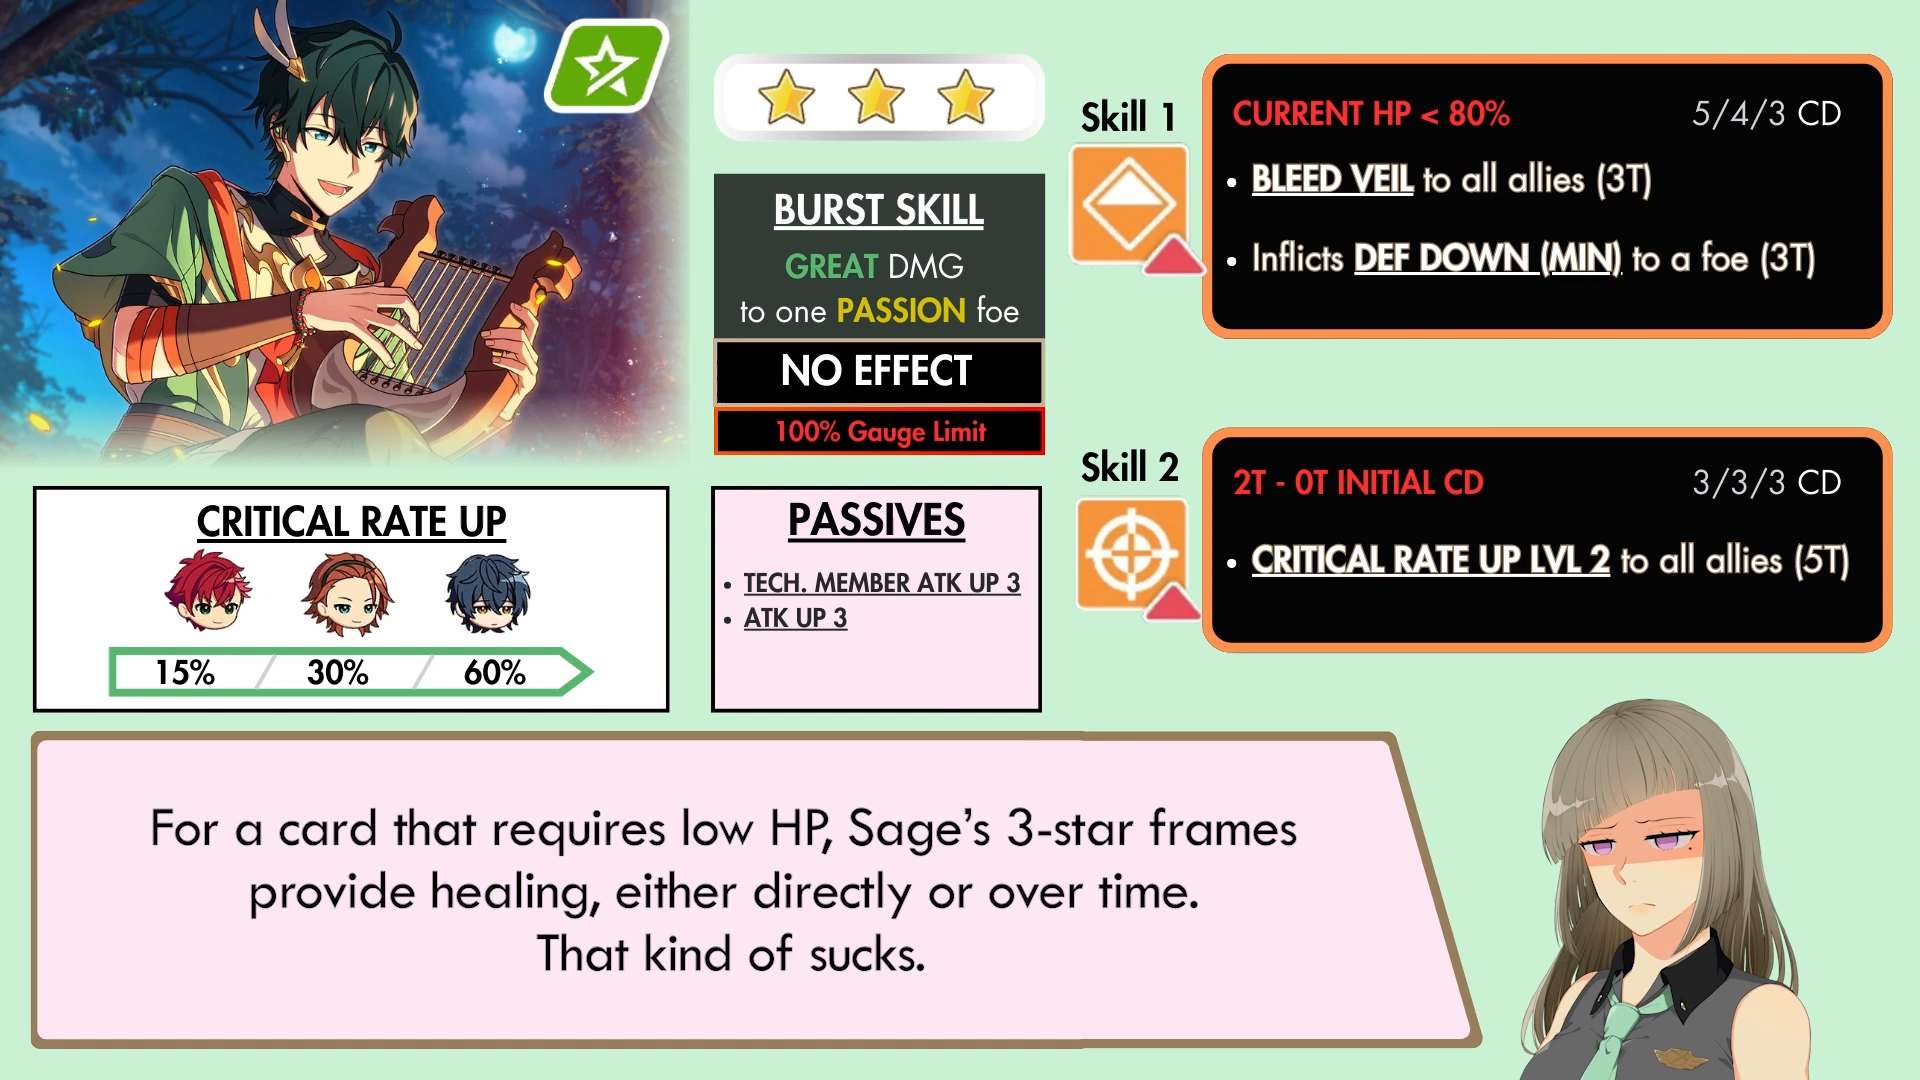 BURST SKILL
GREAT DMG
to one PASSION foe
NO EFFECT
100% Gauge Limit
Skill 1
CURRENT HP < 80%
5/4/3 CD
• BLEED VEIL to all allies (3T)
• Inflicts DEF DOWN (MIN) to a foe (3T)
Skill 2
2T - 0T INITIAL CD
3/3/3 CD
• CRITICAL RATE UP LVL 2 to all allies (5T)
CRITICAL RATE UP
15% / 30% / 60%
PASSIVES
• TECH. MEMBER ATK UP 3
• ATK UP 3
For a card that requires low HP, Sage's 3-star frames
provide healing, either directly or over time.
That kind of sucks.